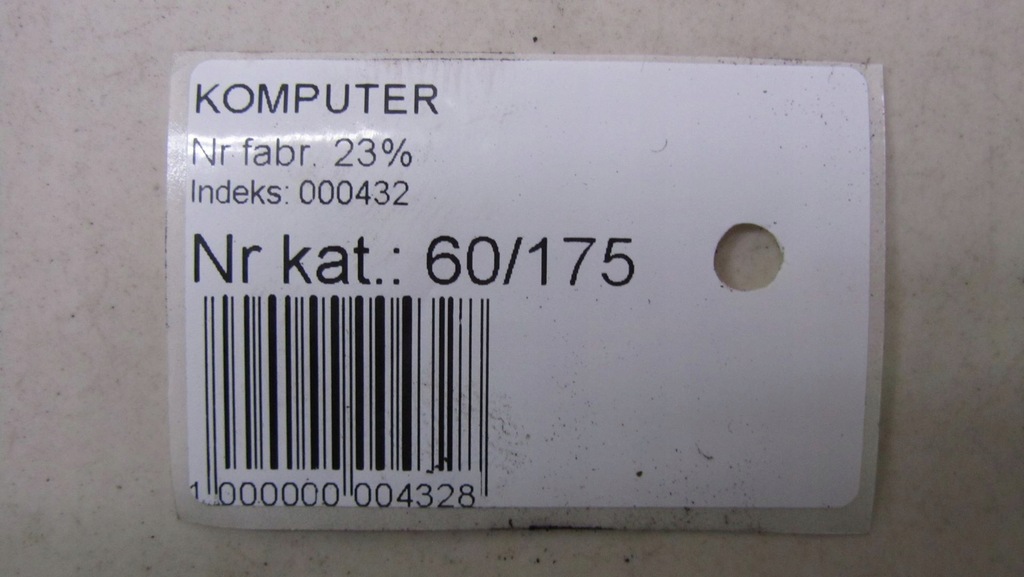 KOMPUTER
Nr fabr. 23%
Indeks: 000432
Nr kat.: 60/175
1 000000 004328